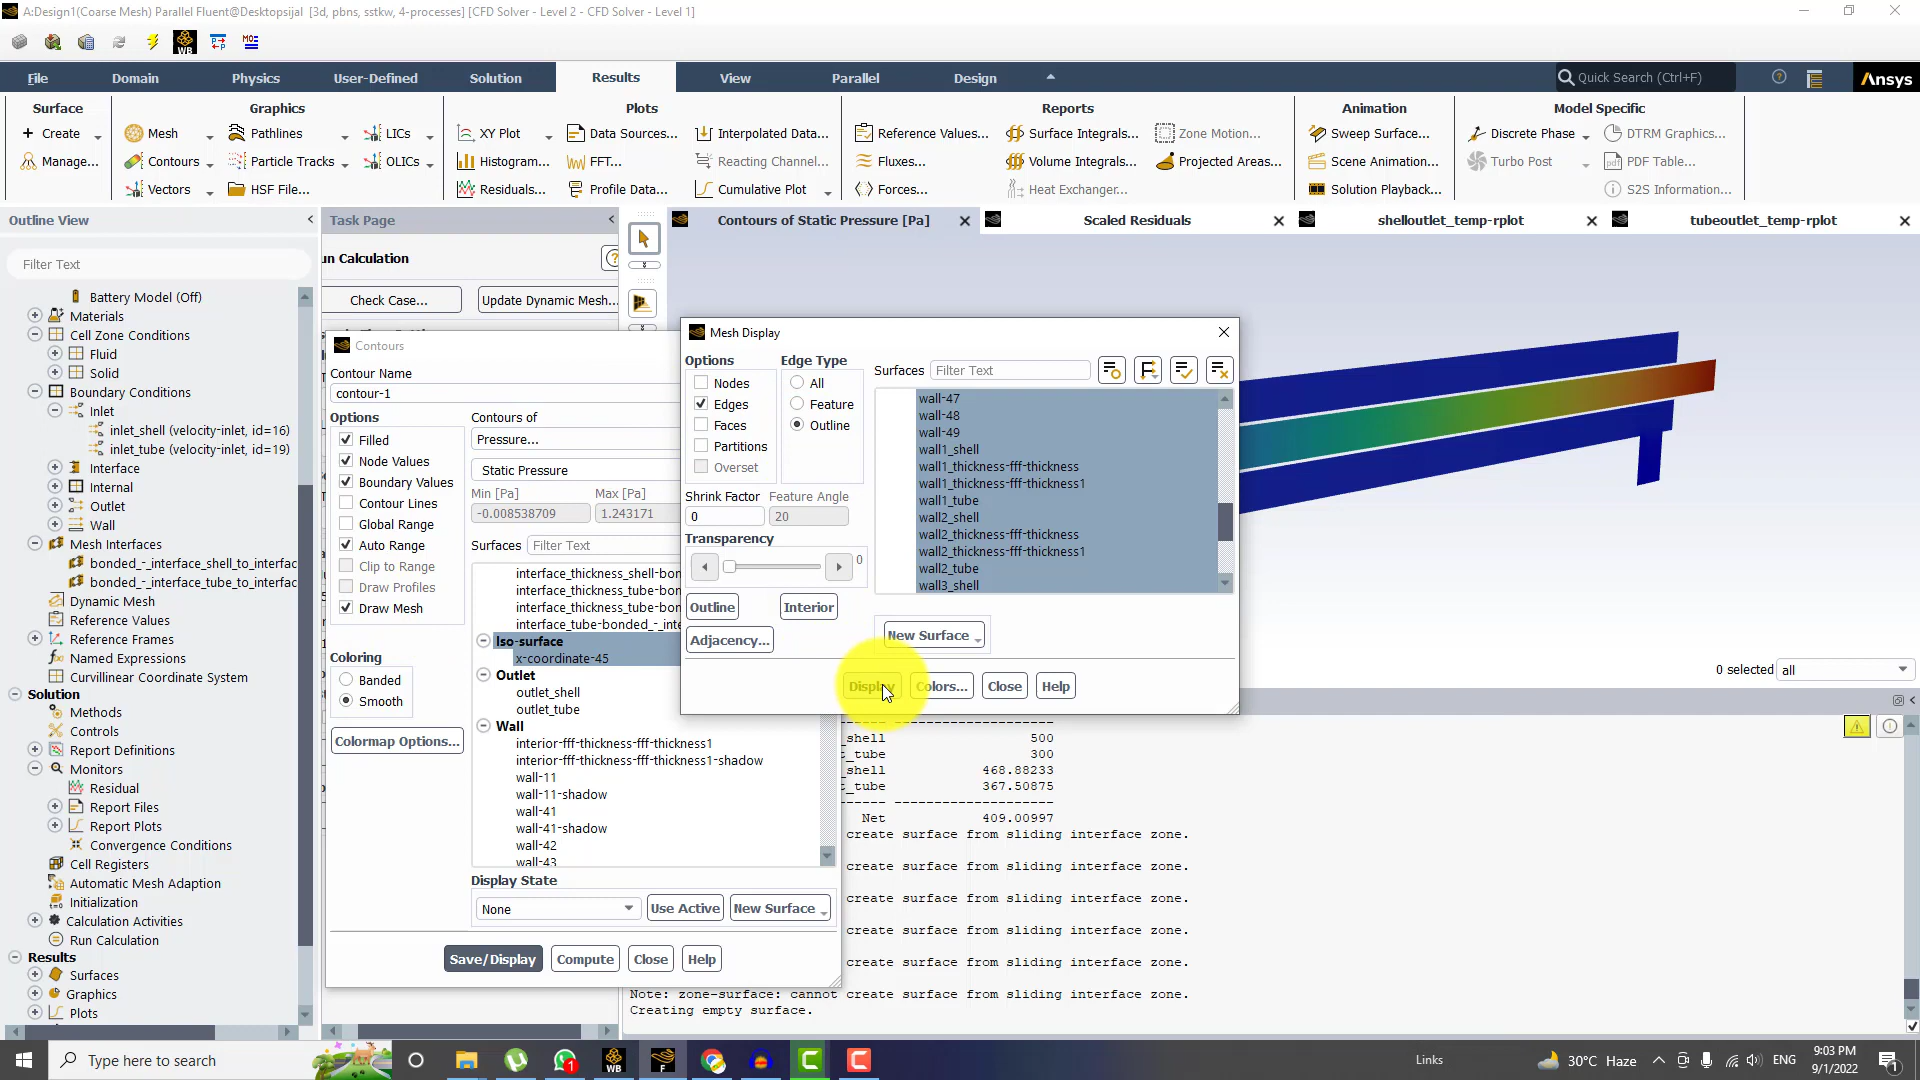 A:Design1(Coarse Mesh) Parallel Fluent@Desktopsijal [3d, pbns, sstkw, 4-processes] [CFD Solver - Level 2 - CFD Solver - Level 1]
WB
File Domain Physics User-Defined Solution Results View Parallel Design
Quick Search (Ctrl+F)
Ansys
Surface Graphics Plots Reports Animation Model Specific
+ Create Mesh Pathlines LICs XY Plot Data Sources... Interpolated Data... Reference Values... Surface Integrals... Zone Motion... Sweep Surface... Discrete Phase DTRM Graphics...
Manage... Contours Particle Tracks OLICs Histogram... FFT... Reacting Channel... Fluxes... Volume Integrals... Projected Areas... Scene Animation... Turbo Post PDF Table...
Vectors HSF File... Residuals... Profile Data... Cumulative Plot Forces... Heat Exchanger... Solution Playback... S2S Information...
Outline View
Filter Text
Battery Model (Off)
Materials
Cell Zone Conditions
Fluid
Solid
Boundary Conditions
Inlet
inlet_shell (velocity-inlet, id=16)
inlet_tube (velocity-inlet, id=19)
Interface
Internal
Outlet
Wall
Mesh Interfaces
bonded_-_interface_shell_to_interfac
bonded_-_interface_tube_to_interfac
Dynamic Mesh
Reference Values
Reference Frames
Named Expressions
Curvillinear Coordinate System
Solution
Methods
Controls
Report Definitions
Monitors
Residual
Report Files
Report Plots
Convergence Conditions
Cell Registers
Automatic Mesh Adaption
Initialization
Calculation Activities
Run Calculation
Results
Surfaces
Graphics
Plots
Task Page
un Calculation
Check Case... Update Dynamic Mesh...
Contours of Static Pressure [Pa] Scaled Residuals shelloutlet_temp-rplot tubeoutlet_temp-rplot
Contours
Contour Name
contour-1
Options
Filled
Node Values
Boundary Values
Contour Lines
Global Range
Auto Range
Clip to Range
Draw Profiles
Draw Mesh
Coloring
Banded
Smooth
Colormap Options...
Contours of
Pressure...
Static Pressure
Min [Pa] Max [Pa]
-0.008538709 1.243171
Surfaces Filter Text
interface_thickness_shell-bon
interface_thickness_tube-bon
interface_thickness_tube-bon
interface_tube-bonded_-_inte
Iso-surface
x-coordinate-45
Outlet
outlet_shell
outlet_tube
Wall
interior-fff-thickness-fff-thickness1
interior-fff-thickness-fff-thickness1-shadow
wall-11
wall-11-shadow
wall-41
wall-41-shadow
wall-42
wall-43
Display State
None Use Active New Surface
Save/Display Compute Close Help
Mesh Display
Options Edge Type
Nodes All
Edges Feature
Faces Outline
Partitions
Overset
Shrink Factor Feature Angle
0 20
Transparency
0
Outline Interior
Adjacency...
Surfaces Filter Text
wall-47
wall-48
wall-49
wall1_shell
wall1_thickness-fff-thickness
wall1_thickness-fff-thickness1
wall1_tube
wall2_shell
wall2_thickness-fff-thickness
wall2_thickness-fff-thickness1
wall2_tube
wall3_shell
New Surface
Display Colors... Close Help
0 selected all
---------------- --------------------
_shell 500
t_tube 300
_shell 468.88233
t_tube 367.50875
------ --------------------
Net 409.00997
create surface from sliding interface zone.
create surface from sliding interface zone.
create surface from sliding interface zone.
create surface from sliding interface zone.
create surface from sliding interface zone.
Note: zone-surface: cannot create surface from sliding interface zone.
Creating empty surface.
Type here to search
WB F
1
Links
30°C Haze
ENG
9:03 PM
9/1/2022
1